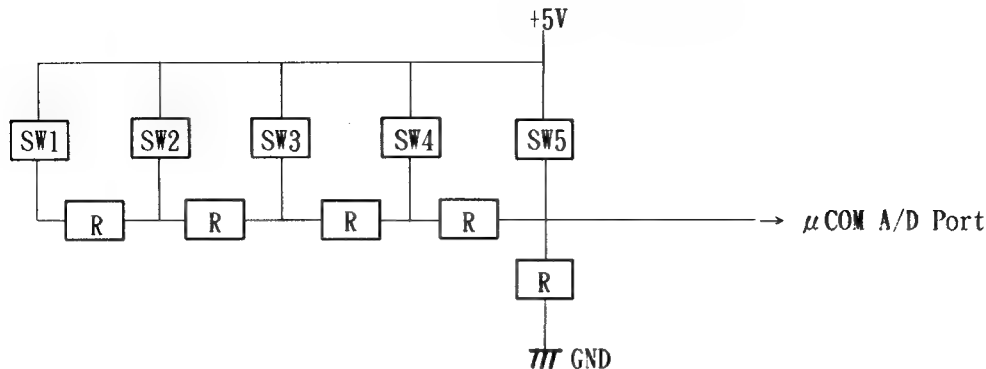 +5V
SW1 SW2 SW3 SW4 SW5
R R R R
μCOM A/D Port
R
GND